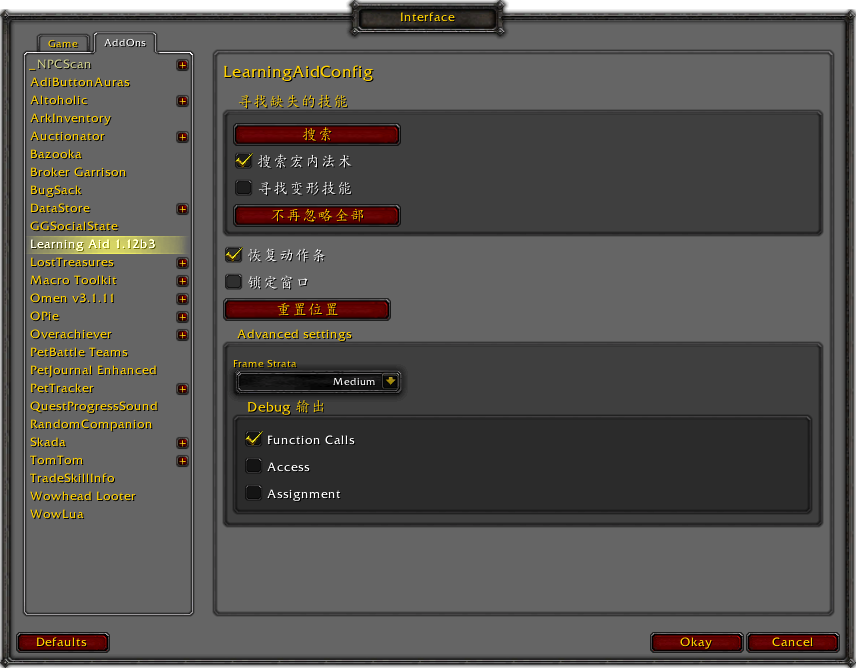 Interface
Game
AddOns
_NPCScan
AdiButtonAuras
Altoholic
ArkInventory
Auctionator
Bazooka
Broker Garrison
BugSack
DataStore
GGSocialState
Learning Aid 1.12b3
LostTreasures
Macro Toolkit
Omen v3.1.11
OPie
Overachiever
PetBattle Teams
PetJournal Enhanced
PetTracker
QuestProgressSound
RandomCompanion
Skada
TomTom
TradeSkillInfo
Wowhead Looter
WowLua
LearningAidConfig
寻找缺失的技能
搜索
搜索宏内法术
寻找变形技能
不再忽略全部
恢复动作条
锁定窗口
重置位置
Advanced settings
Frame Strata
Medium
Debug 输出
Function Calls
Access
Assignment
Defaults
Okay
Cancel